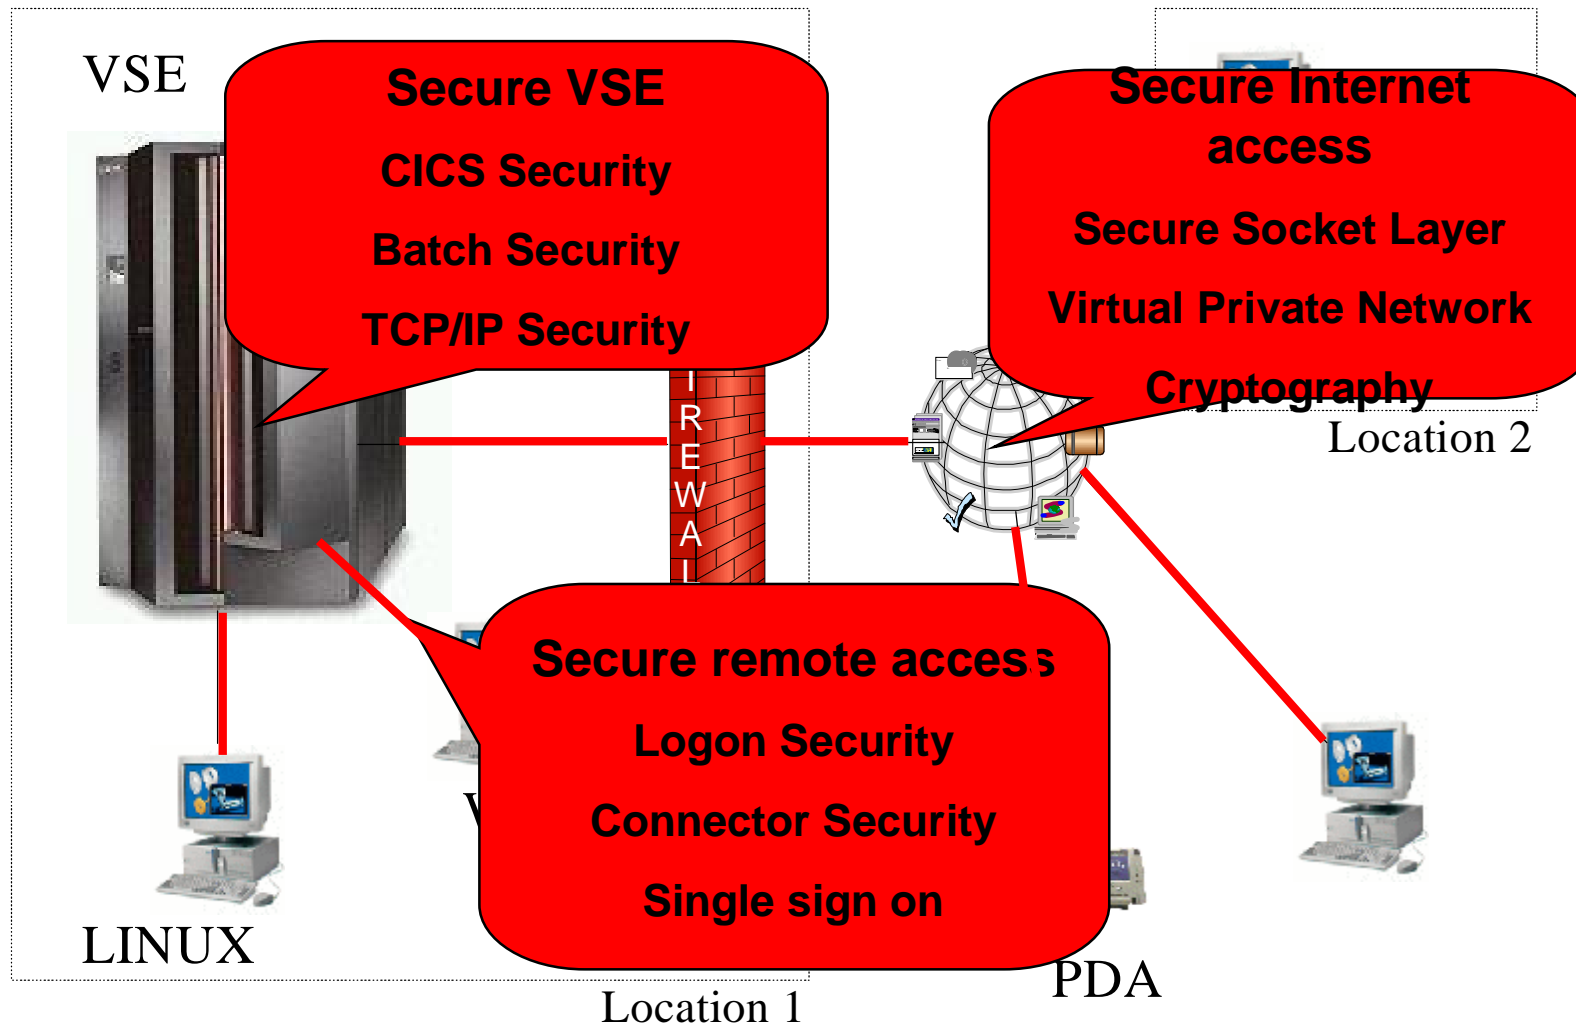 VSE
Secure VSE
CICS Security
Batch Security
TCP/IP Security
Secure Internet
access
Secure Socket Layer
Virtual Private Network
Cryptography
Location 2
I
R
E
W
A
L
Secure remote access
Logon Security
Connector Security
Single sign on
LINUX
PDA
Location 1